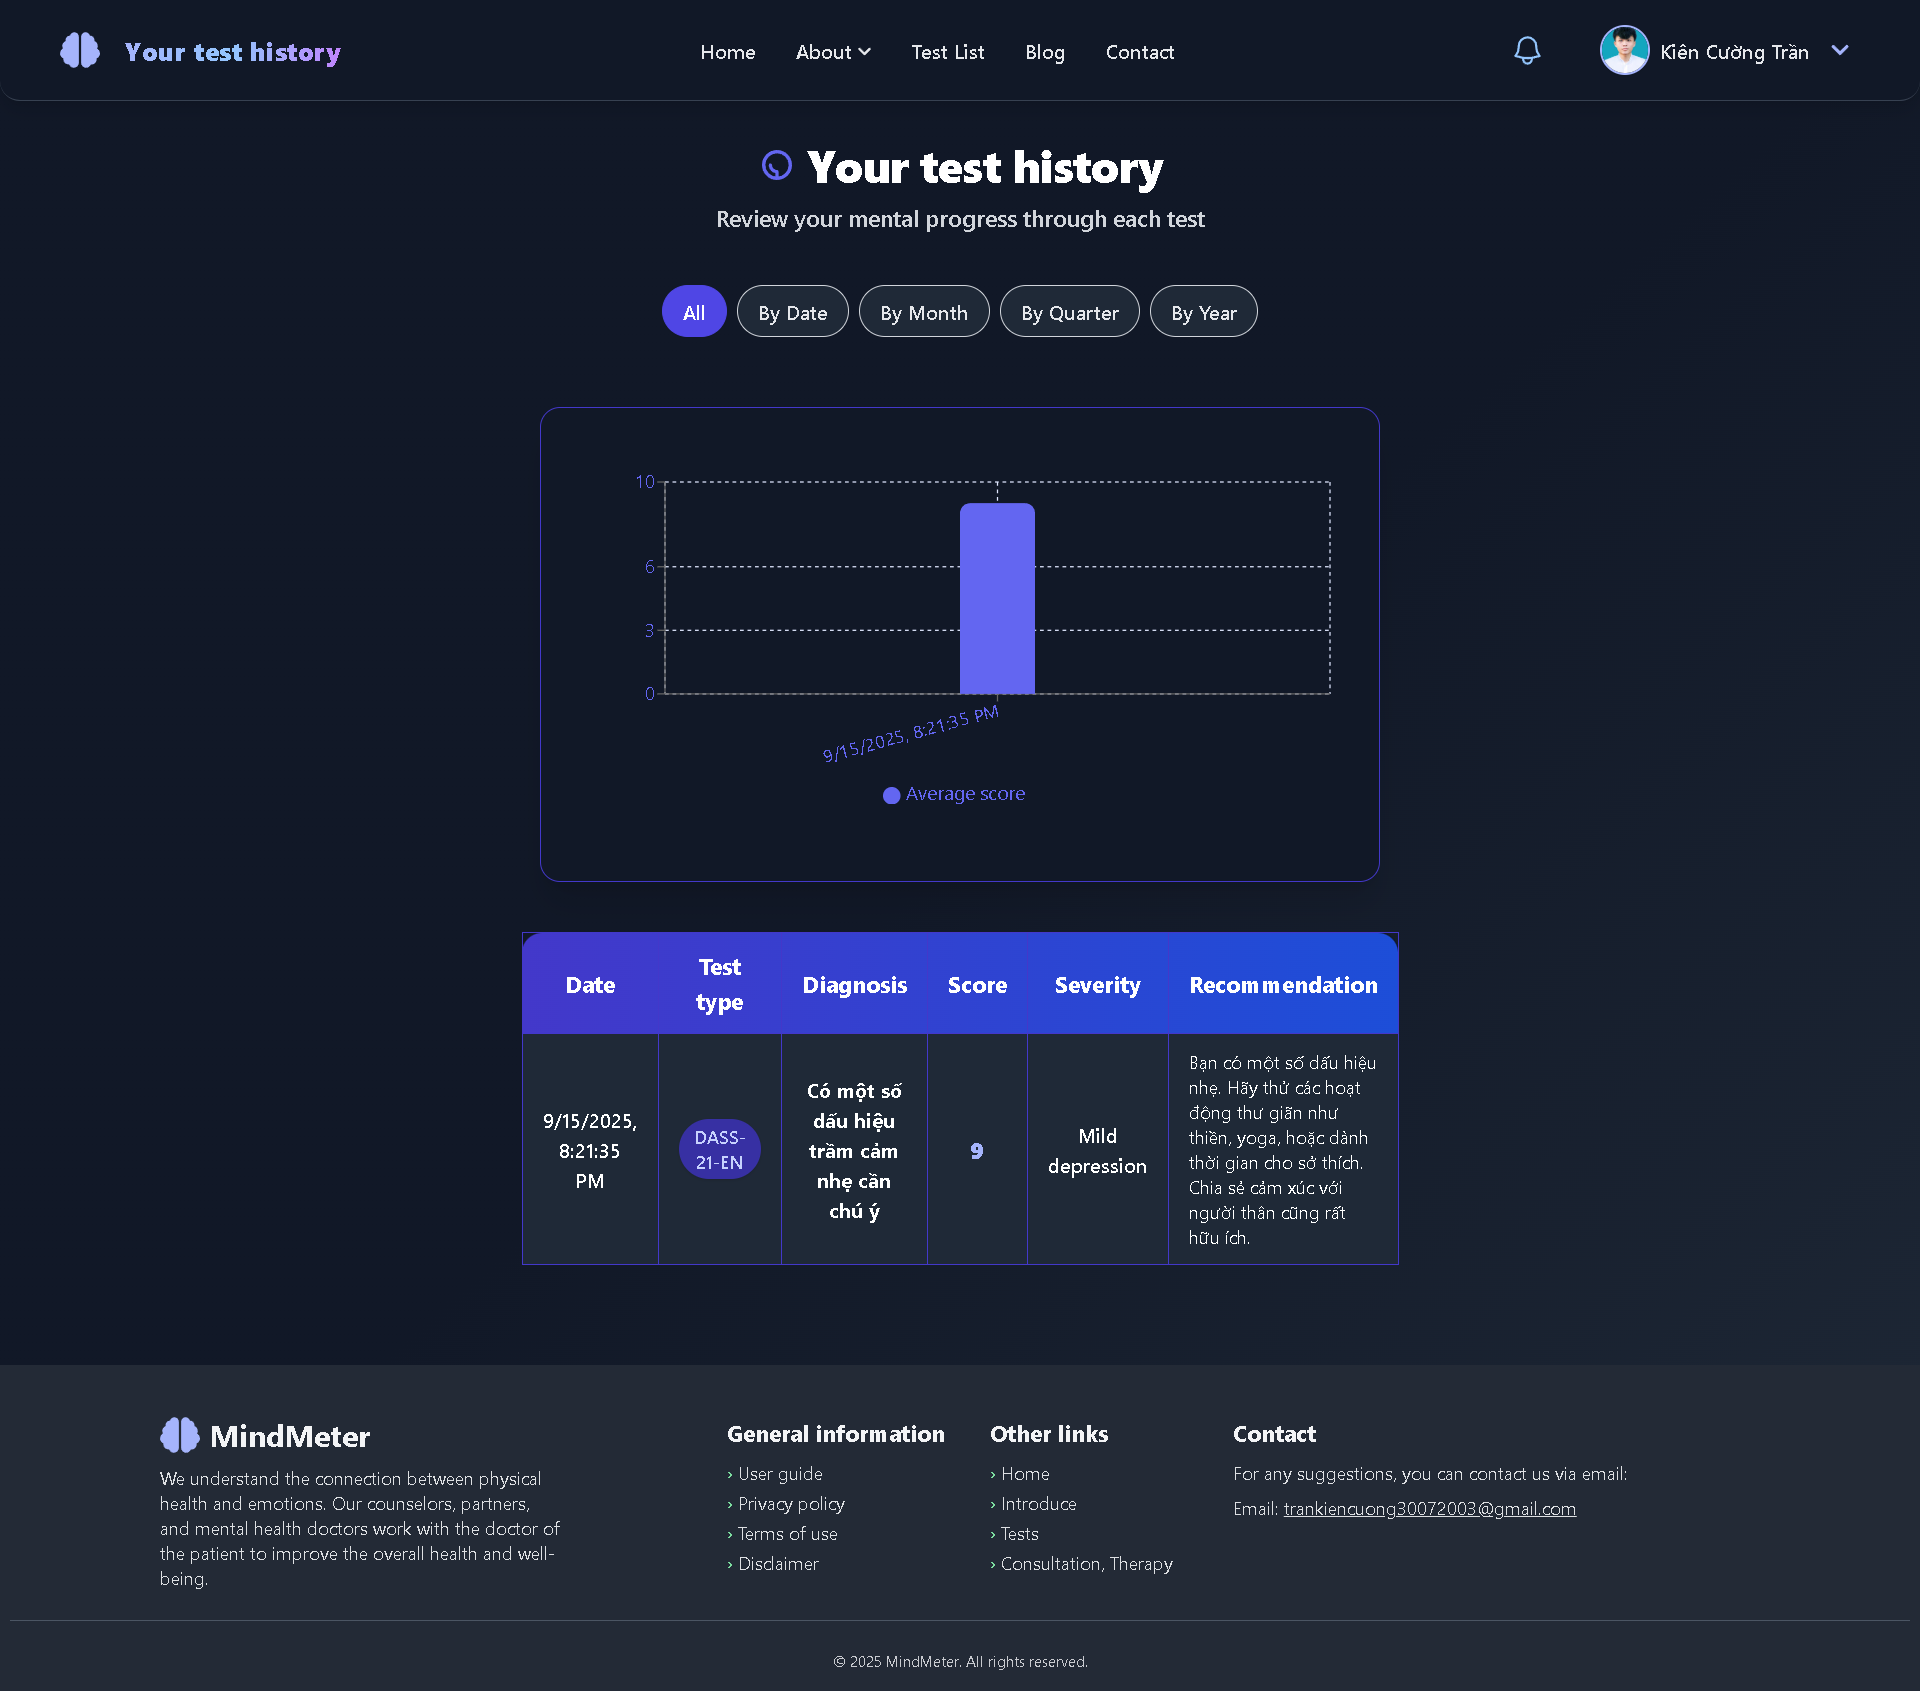 Your test history
Home
About
Test List
Blog
Contact
Kiên Cường Trần
Your test history
Review your mental progress through each test
All
By Date
By Month
By Quarter
By Year
10
6
3
0
9/15/2025, 8:21:35 PM
Average score
Date
Test
type
Diagnosis
Score
Severity
Recommendation
9/15/2025,
8:21:35
PM
DASS-
21-EN
Có một số
dấu hiệu
trầm cảm
nhẹ cần
chú ý
9
Mild
depression
Bạn có một số dấu hiệu
nhẹ. Hãy thử các hoạt
động thư giãn như
thiền, yoga, hoặc dành
thời gian cho sở thích.
Chia sẻ cảm xúc với
người thân cũng rất
hữu ích.
MindMeter
We understand the connection between physical
health and emotions. Our counselors, partners,
and mental health doctors work with the doctor of
the patient to improve the overall health and well-
being.
General information
› User guide
› Privacy policy
› Terms of use
› Disclaimer
Other links
› Home
› Introduce
› Tests
› Consultation, Therapy
Contact
For any suggestions, you can contact us via email:
Email: trankiencuong30072003@gmail.com
© 2025 MindMeter. All rights reserved.